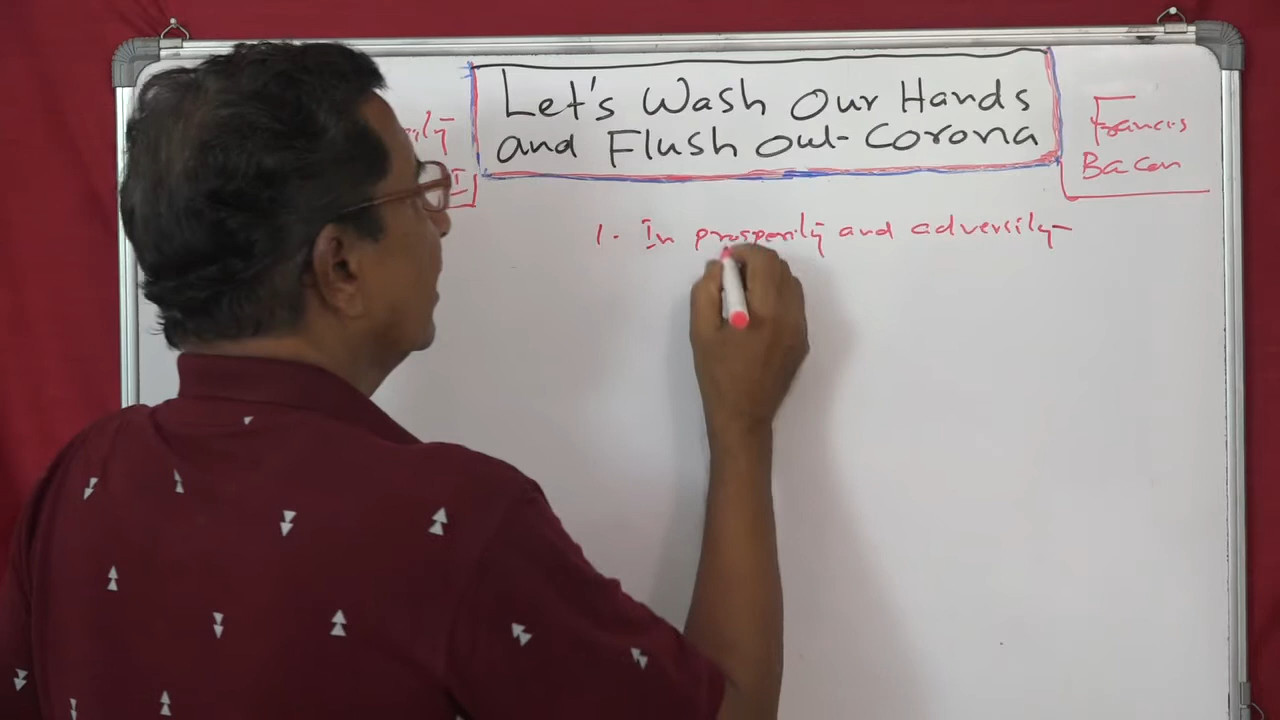 Let's Wash Our Hands
and Flush out Corona
Francis
Bacon
1. In prosperity and adversity